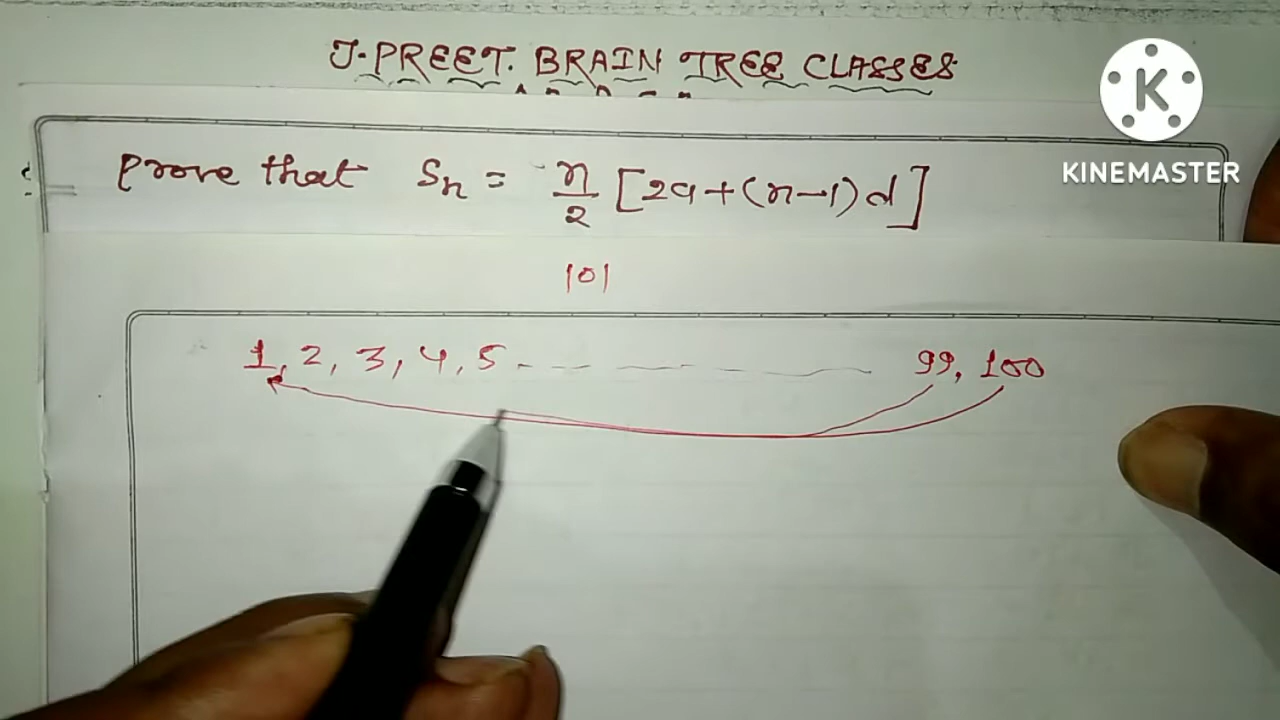 J.PREET. BRAIN TREE CLASSES
K
KINEMASTER
Prove that Sn = n/2 [2a+(n-1)d]
101
1, 2, 3, 4, 5 - - - - - - 99, 100